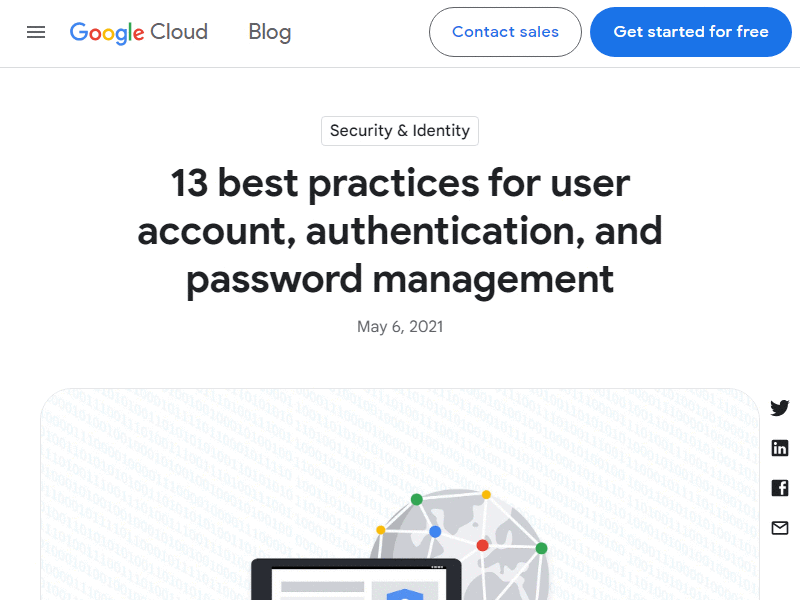 Google Cloud
Blog
Contact sales
Get started for free
Security & Identity
13 best practices for user
account, authentication, and
password management
May 6, 2021